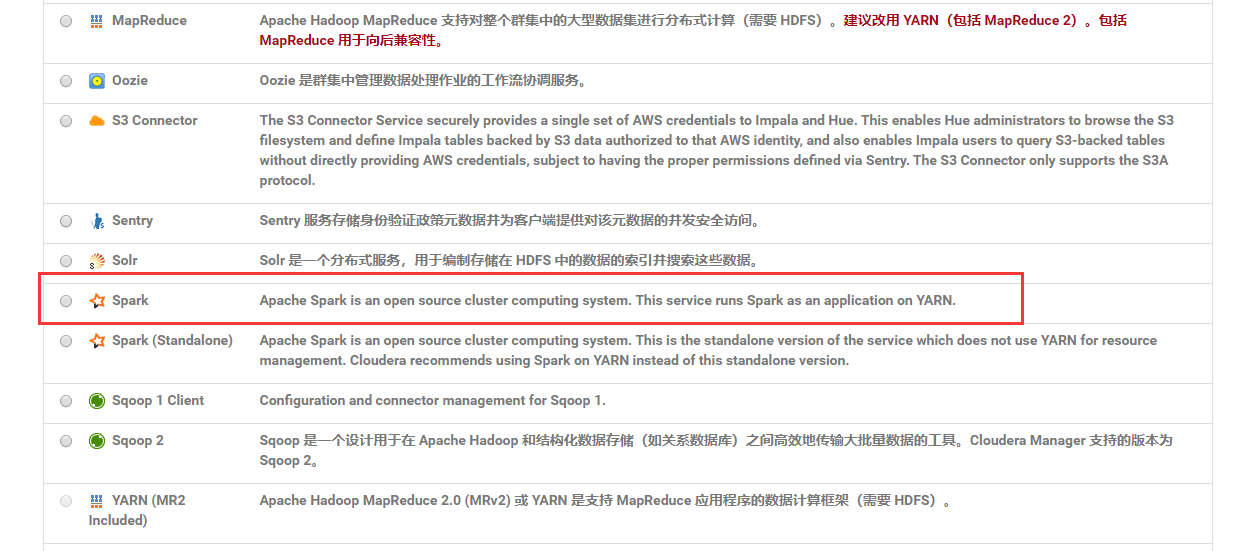 MapReduce Apache Hadoop MapReduce 支持对整个群集中的大型数据集进行分布式计算（需要 HDFS）。建议改用 YARN（包括 MapReduce 2）。包括
MapReduce 用于向后兼容性。
Oozie Oozie 是群集中管理数据处理作业的工作流协调服务。
S3 Connector The S3 Connector Service securely provides a single set of AWS credentials to Impala and Hue. This enables Hue administrators to browse the S3
filesystem and define Impala tables backed by S3 data authorized to that AWS identity, and also enables Impala users to query S3-backed tables
without directly providing AWS credentials, subject to having the proper permissions defined via Sentry. The S3 Connector only supports the S3A
protocol.
Sentry Sentry 服务存储身份验证政策元数据并为客户端提供对该元数据的并发安全访问。
Solr Solr 是一个分布式服务，用于编制存储在 HDFS 中的数据的索引并搜索这些数据。
Spark Apache Spark is an open source cluster computing system. This service runs Spark as an application on YARN.
Spark (Standalone) Apache Spark is an open source cluster computing system. This is the standalone version of the service which does not use YARN for resource
management. Cloudera recommends using Spark on YARN instead of this standalone version.
Sqoop 1 Client Configuration and connector management for Sqoop 1.
Sqoop 2 Sqoop 是一个设计用于在 Apache Hadoop 和结构化数据存储（如关系数据库）之间高效地传输大批量数据的工具。Cloudera Manager 支持的版本为
Sqoop 2。
YARN (MR2 Apache Hadoop MapReduce 2.0 (MRv2) 或 YARN 是支持 MapReduce 应用程序的数据计算框架（需要 HDFS）。
Included)